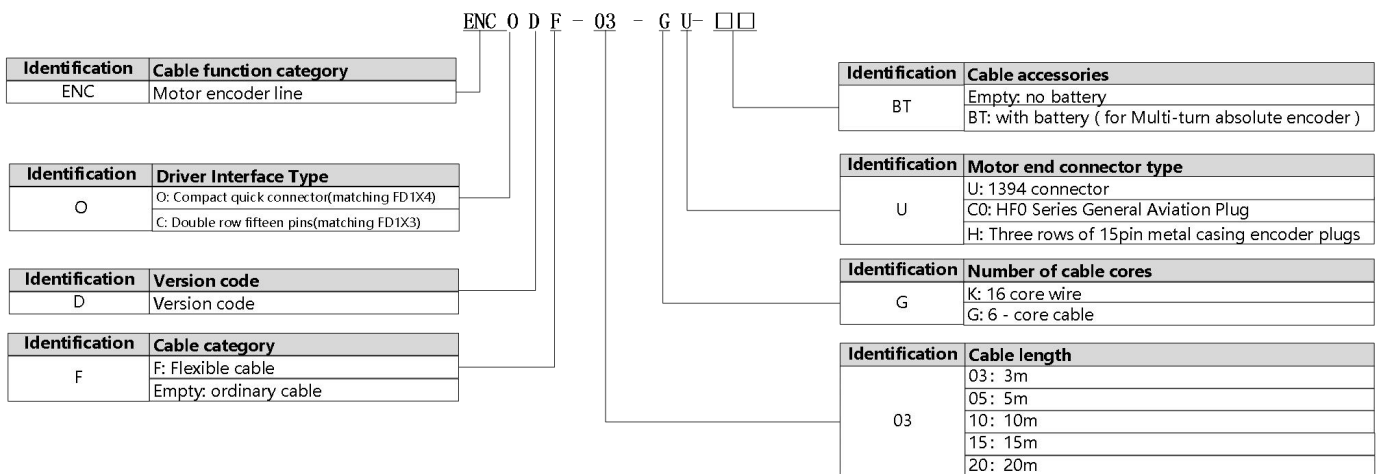 ENC O D F - 03 - G U- □□
Identification Cable function category
ENC Motor encoder line
Identification Driver Interface Type
O O: Compact quick connector(matching FD1X4)
C: Double row fifteen pins(matching FD1X3)
Identification Version code
D Version code
Identification Cable category
F F: Flexible cable
Empty: ordinary cable
Identification Cable accessories
BT Empty: no battery
BT: with battery ( for Multi-turn absolute encoder )
Identification Motor end connector type
U U: 1394 connector
C0: HF0 Series General Aviation Plug
H: Three rows of 15pin metal casing encoder plugs
Identification Number of cable cores
G K: 16 core wire
G: 6 - core cable
Identification Cable length
03 03: 3m
05: 5m
10: 10m
15: 15m
20: 20m